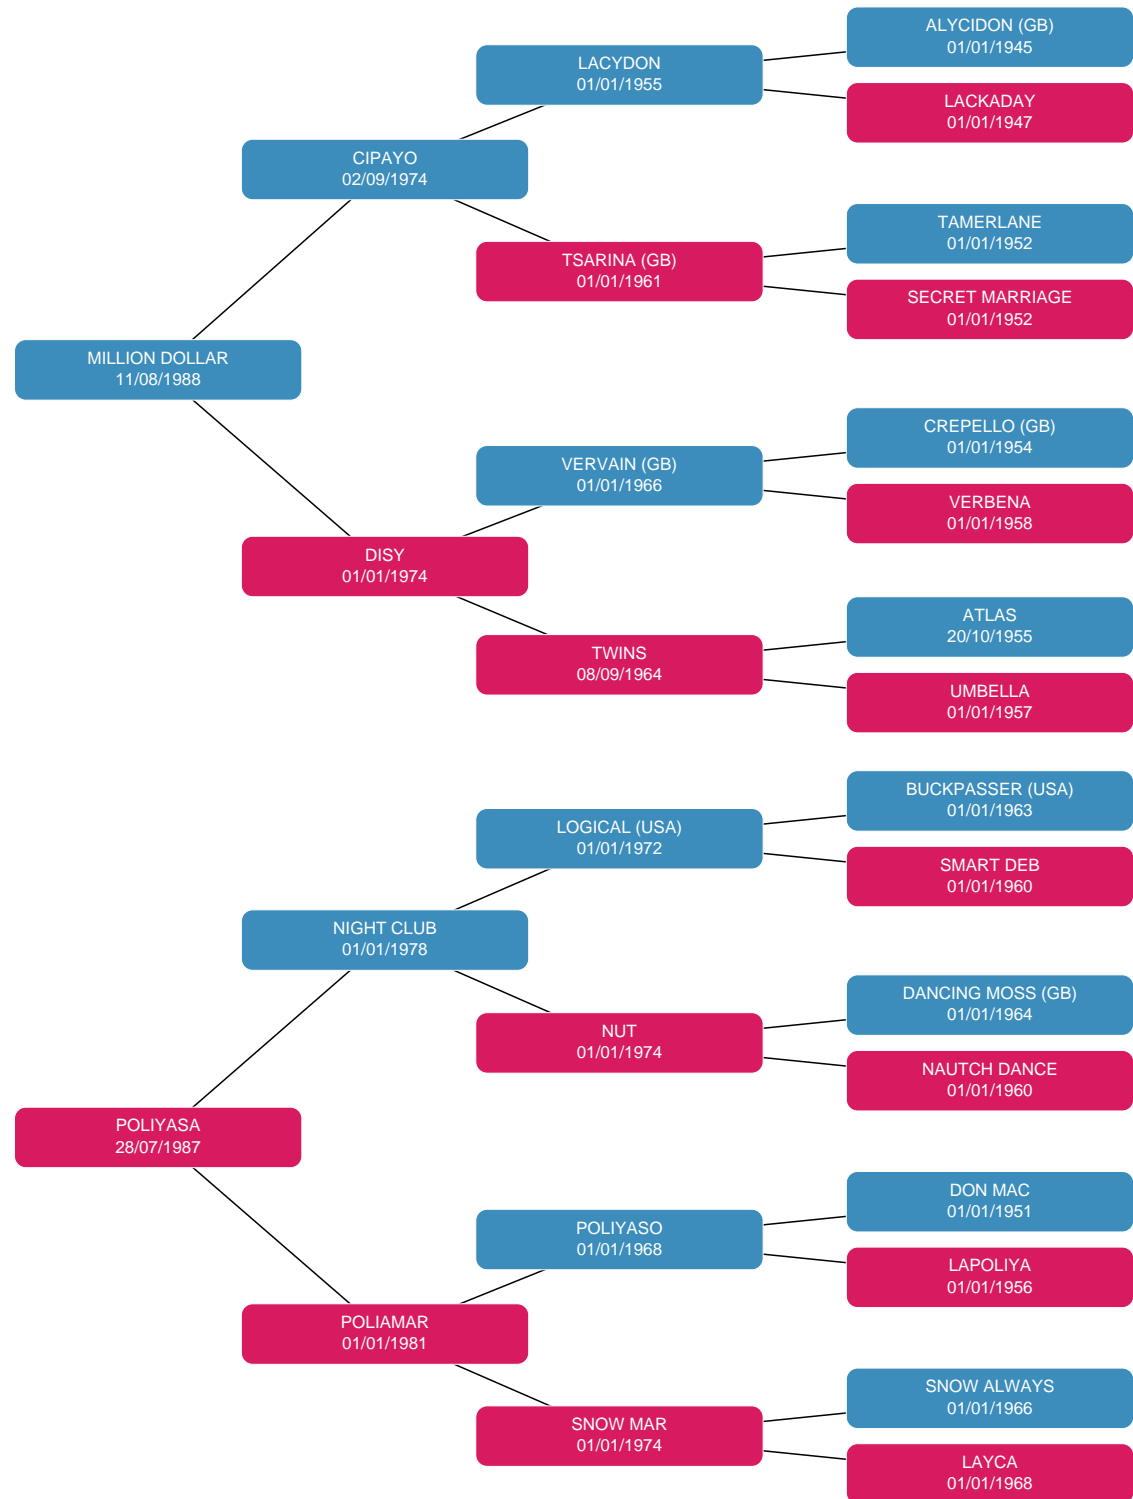 ALYCIDON (GB)
01/01/1945
LACYDON
01/01/1955
LACKADAY
01/01/1947
CIPAYO
02/09/1974
TAMERLANE
01/01/1952
TSARINA (GB)
01/01/1961
SECRET MARRIAGE
01/01/1952
MILLION DOLLAR
11/08/1988
CREPELLO (GB)
01/01/1954
VERVAIN (GB)
01/01/1966
VERBENA
01/01/1958
DISY
01/01/1974
ATLAS
20/10/1955
TWINS
08/09/1964
UMBELLA
01/01/1957
BUCKPASSER (USA)
01/01/1963
LOGICAL (USA)
01/01/1972
SMART DEB
01/01/1960
NIGHT CLUB
01/01/1978
DANCING MOSS (GB)
01/01/1964
NUT
01/01/1974
NAUTCH DANCE
01/01/1960
POLIYASA
28/07/1987
DON MAC
01/01/1951
POLIYASO
01/01/1968
LAPOLIYA
01/01/1956
POLIAMAR
01/01/1981
SNOW ALWAYS
01/01/1966
SNOW MAR
01/01/1974
LAYCA
01/01/1968